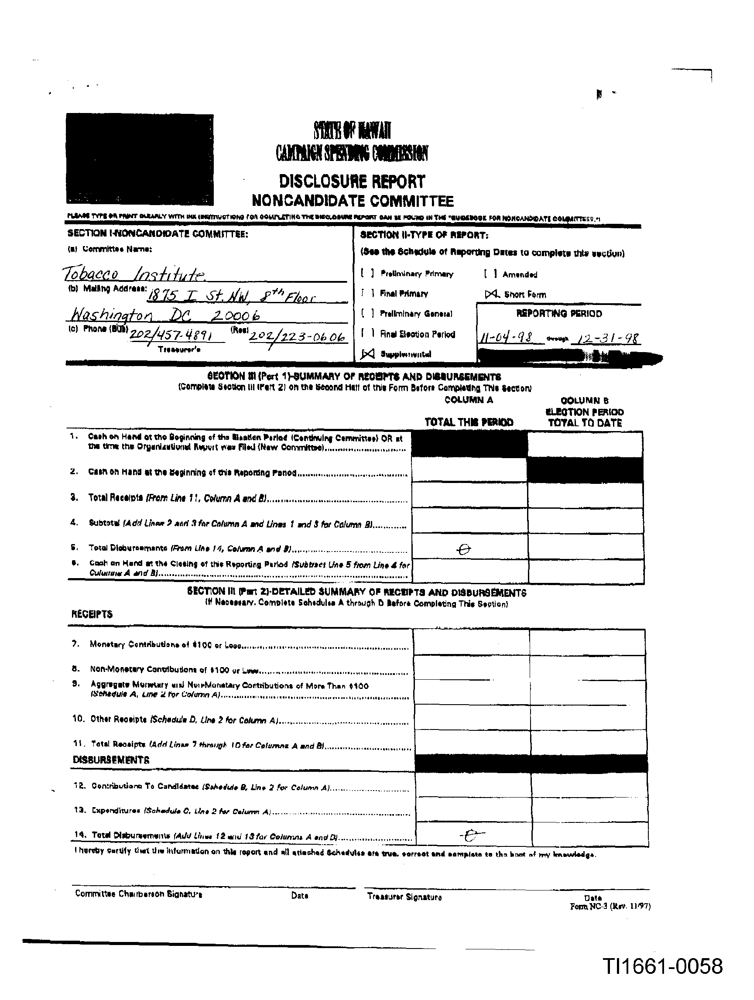 STATE OF HAWAII
CAMPAIGN SPENDING COMMISSION
DISCLOSURE REPORT
NONCANDIDATE COMMITTEE
PLEASE TYPE OR PRINT CLEARLY WITH INK (INSTRUCTIONS FOR COMPLETING THE DISCLOSURE REPORT CAN BE FOUND IN THE "GUIDEBOOK FOR NONCANDIDATE COMMITTEES.")
SECTION I-NONCANDIDATE COMMITTEE:
(a) Committee Name:
Tobacco Institute
(b) Mailing Address: 1875 I St. NW, 8th Floor
Washington DC 20006
(c) Phone (BUS) 202/457-4891 (Res) 202/223-0606
Treasurer's
SECTION II-TYPE OF REPORT:
(See the Schedule of Reporting Dates to complete this section)
[ ] Preliminary Primary [ ] Amended
[ ] Final Primary [X] Short Form
[ ] Preliminary General REPORTING PERIOD
[ ] Final Election Period 11-04-98 through 12-31-98
[X] Supplemental
SECTION III (Part 1)-SUMMARY OF RECEIPTS AND DISBURSEMENTS
(Complete Section III (Part 2) on the Second Half of this Form Before Completing This Section)
COLUMN A
TOTAL THIS PERIOD
COLUMN B
ELECTION PERIOD
TOTAL TO DATE
1. Cash on Hand at the Beginning of the Election Period (Continuing Committee) OR at
the time the Organizational Report was Filed (New Committee)
2. Cash on Hand at the Beginning of this Reporting Period
3. Total Receipts (From Line 11, Column A and B)
4. Subtotal (Add Lines 2 and 3 for Column A and Lines 1 and 3 for Column B)
5. Total Disbursements (From Line 14, Column A and B) 0
6. Cash on Hand at the Closing of this Reporting Period (Subtract Line 5 from Line 4 for
Columns A and B)
SECTION III (Part 2)-DETAILED SUMMARY OF RECEIPTS AND DISBURSEMENTS
(If Necessary, Complete Schedules A through D Before Completing This Section)
RECEIPTS
7. Monetary Contributions of $100 or Less
8. Non-Monetary Contributions of $100 or Less
9. Aggregate Monetary and Non-Monetary Contributions of More Than $100
(Schedule A, Line 2 for Column A)
10. Other Receipts (Schedule D, Line 2 for Column A)
11. Total Receipts (Add Lines 7 through 10 for Columns A and B)
DISBURSEMENTS
12. Contributions To Candidates (Schedule B, Line 2 for Column A)
13. Expenditures (Schedule C, Line 2 for Column A)
14. Total Disbursements (Add Lines 12 and 13 for Columns A and B) 0
I hereby certify that the information on this report and all attached Schedules are true, correct and complete to the best of my knowledge.
Committee Chairperson Signature Date Treasurer Signature Date
Form NC-3 (Rev. 11/97)
TI1661-0058